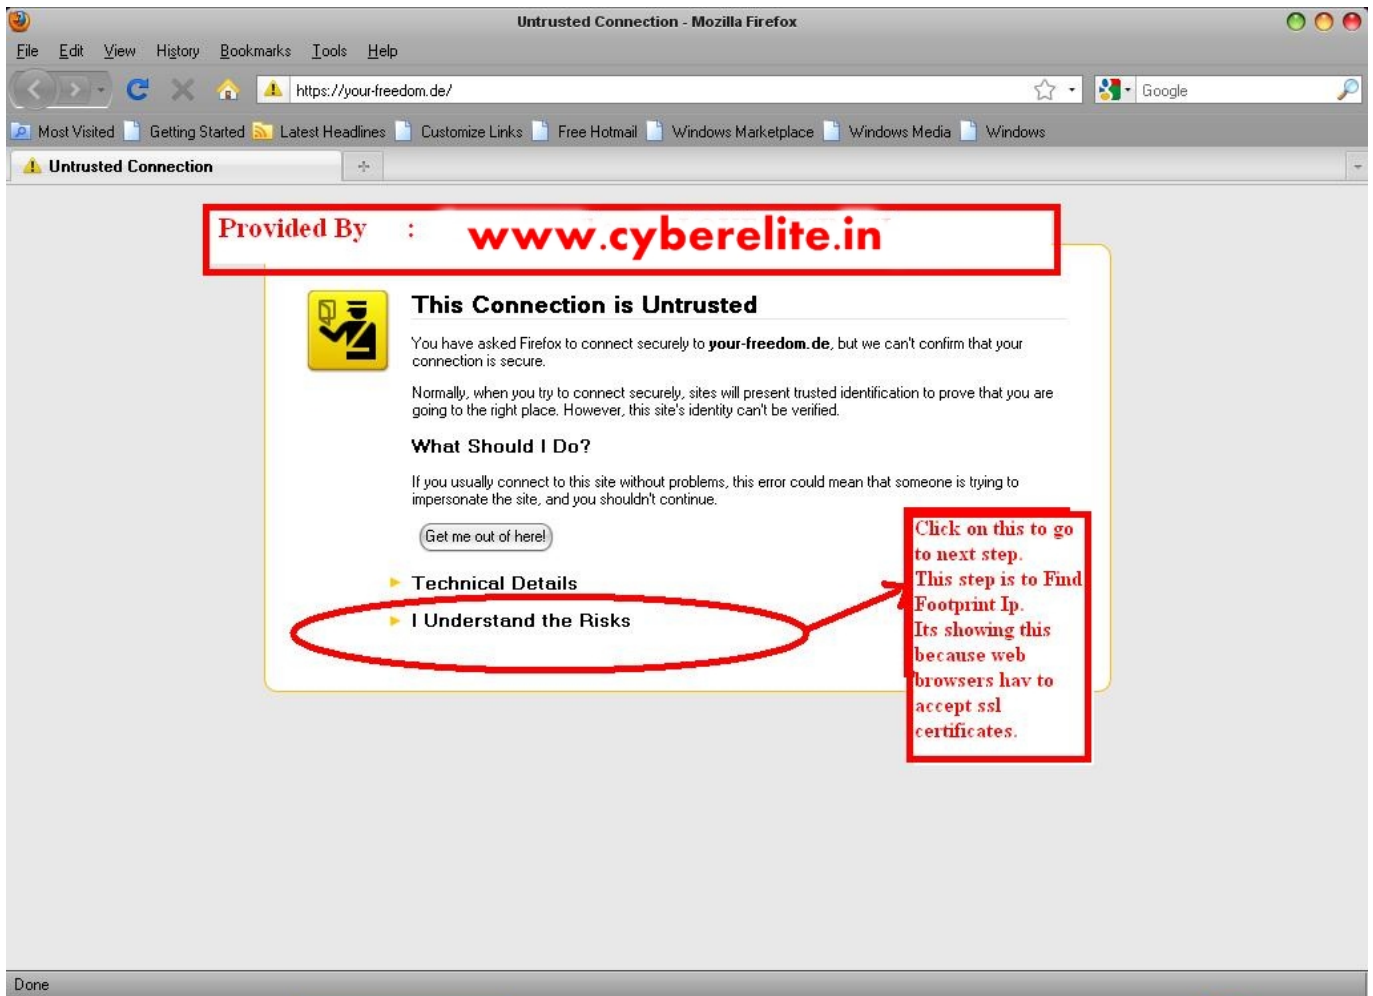 Untrusted Connection - Mozilla Firefox
File Edit View History Bookmarks Tools Help
https://your-freedom.de/ Google
Most Visited Getting Started Latest Headlines Customize Links Free Hotmail Windows Marketplace Windows Media Windows
Untrusted Connection
Provided By : www.cyberelite.in
This Connection is Untrusted
You have asked Firefox to connect securely to your-freedom.de, but we can't confirm that your
connection is secure.
Normally, when you try to connect securely, sites will present trusted identification to prove that you are
going to the right place. However, this site's identity can't be verified.
What Should I Do?
If you usually connect to this site without problems, this error could mean that someone is trying to
impersonate the site, and you shouldn't continue.
Get me out of here!
Technical Details
I Understand the Risks
Click on this to go
to next step.
This step is to Find
Footprint Ip.
Its showing this
because web
browsers hav to
accept ssl
certificates.
Done